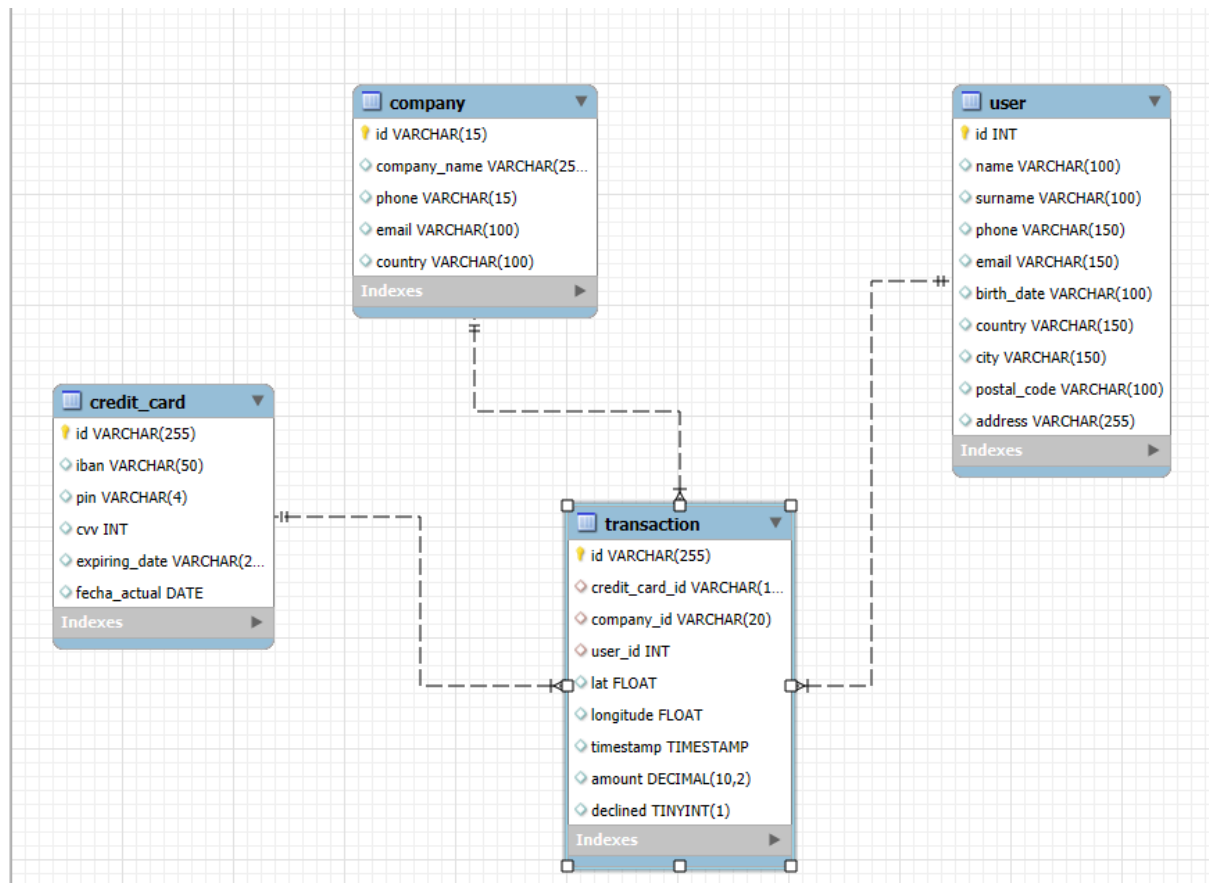 company
id VARCHAR(15)
company_name VARCHAR(25...
phone VARCHAR(15)
email VARCHAR(100)
country VARCHAR(100)
Indexes
user
id INT
name VARCHAR(100)
surname VARCHAR(100)
phone VARCHAR(150)
email VARCHAR(150)
birth_date VARCHAR(100)
country VARCHAR(150)
city VARCHAR(150)
postal_code VARCHAR(100)
address VARCHAR(255)
Indexes
credit_card
id VARCHAR(255)
iban VARCHAR(50)
pin VARCHAR(4)
cvv INT
expiring_date VARCHAR(2...
fecha_actual DATE
Indexes
transaction
id VARCHAR(255)
credit_card_id VARCHAR(1...
company_id VARCHAR(20)
user_id INT
lat FLOAT
longitude FLOAT
timestamp TIMESTAMP
amount DECIMAL(10,2)
declined TINYINT(1)
Indexes